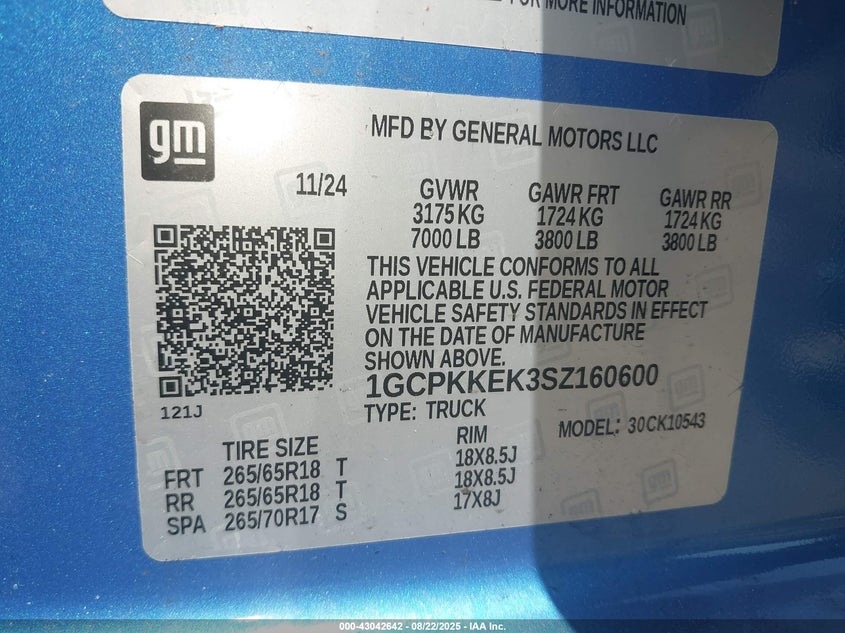 FOR MORE INFORMATION
gm
MFD BY GENERAL MOTORS LLC
11/24
GVWR GAWR FRT GAWR RR
3175 KG 1724 KG 1724 KG
7000 LB 3800 LB 3800 LB
THIS VEHICLE CONFORMS TO ALL
APPLICABLE U.S. FEDERAL MOTOR
VEHICLE SAFETY STANDARDS IN EFFECT
ON THE DATE OF MANUFACTURE
SHOWN ABOVE.
1GCPKKEK3SZ160600
121J
TYPE: TRUCK
MODEL: 30CK10543
TIRE SIZE RIM
FRT 265/65R18 T 18X8.5J
RR 265/65R18 T 18X8.5J
SPA 265/70R17 S 17X8J
000-43042642 - 08/22/2025 - IAA Inc.